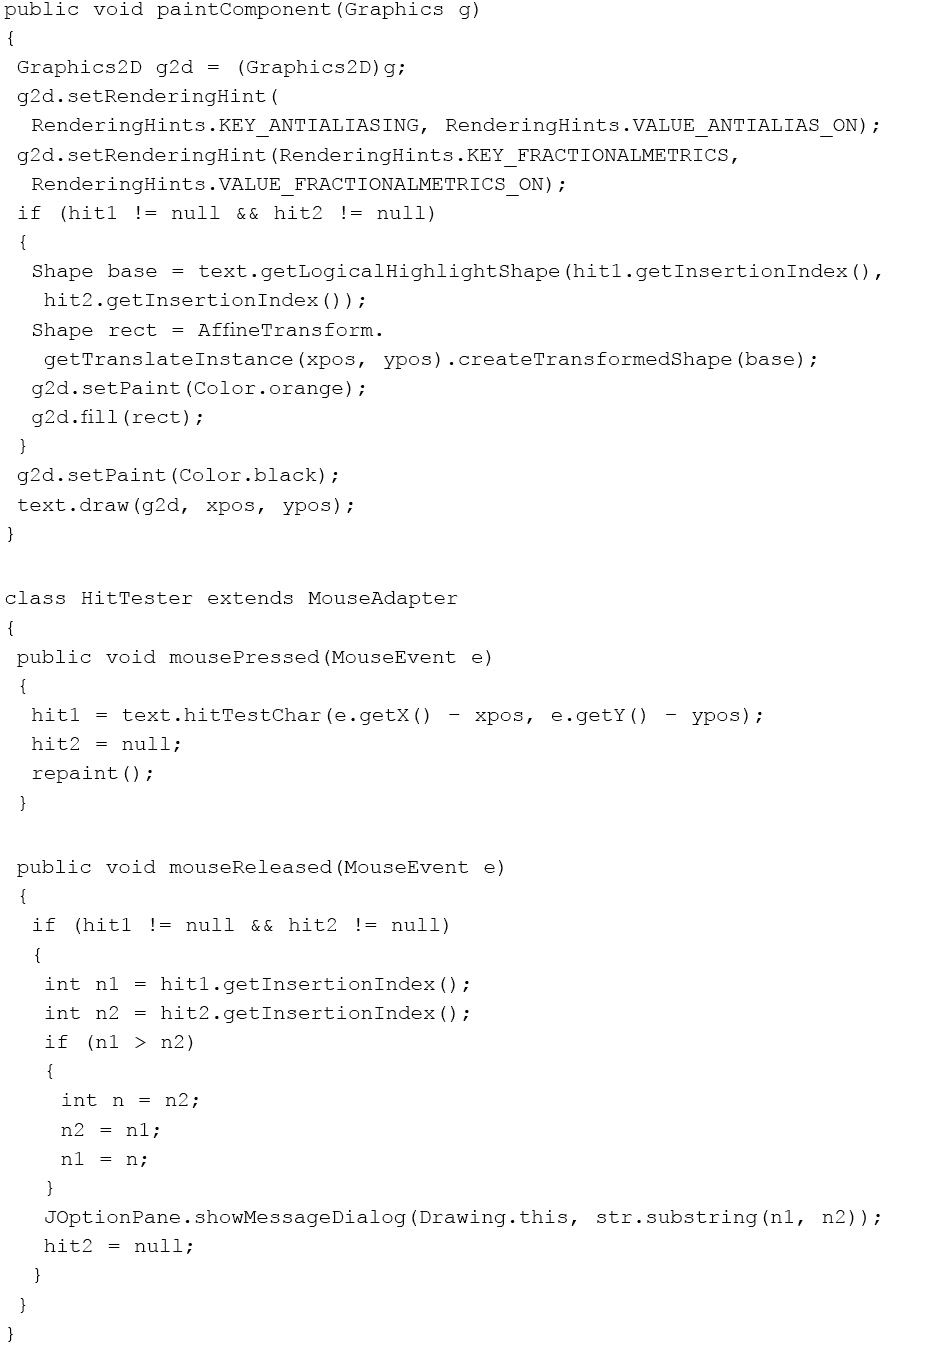 public void paintComponent(Graphics g)
{
Graphics2D g2d = (Graphics2D)g;
g2d.setRenderingHint(
RenderingHints.KEY_ANTIALIASING, RenderingHints.VALUE_ANTIALIAS_ON);
g2d.setRenderingHint(RenderingHints.KEY_FRACTIONALMETRICS,
RenderingHints.VALUE_FRACTIONALMETRICS_ON);
if (hit1 != null && hit2 != null)
{
Shape base = text.getLogicalHighlightShape(hit1.getInsertionIndex(),
hit2.getInsertionIndex());
Shape rect = AffineTransform.
getTranslateInstance(xpos, ypos).createTransformedShape(base);
g2d.setPaint(Color.orange);
g2d.fill(rect);
}
g2d.setPaint(Color.black);
text.draw(g2d, xpos, ypos);
}
class HitTester extends MouseAdapter
{
public void mousePressed(MouseEvent e)
{
hit1 = text.hitTestChar(e.getX() – xpos, e.getY() – ypos);
hit2 = null;
repaint();
}
public void mouseReleased(MouseEvent e)
{
if (hit1 != null && hit2 != null)
{
int n1 = hit1.getInsertionIndex();
int n2 = hit2.getInsertionIndex();
if (n1 > n2)
{
int n = n2;
n2 = n1;
n1 = n;
}
JOptionPane.showMessageDialog(Drawing.this, str.substring(n1, n2));
hit2 = null;
}
}
}